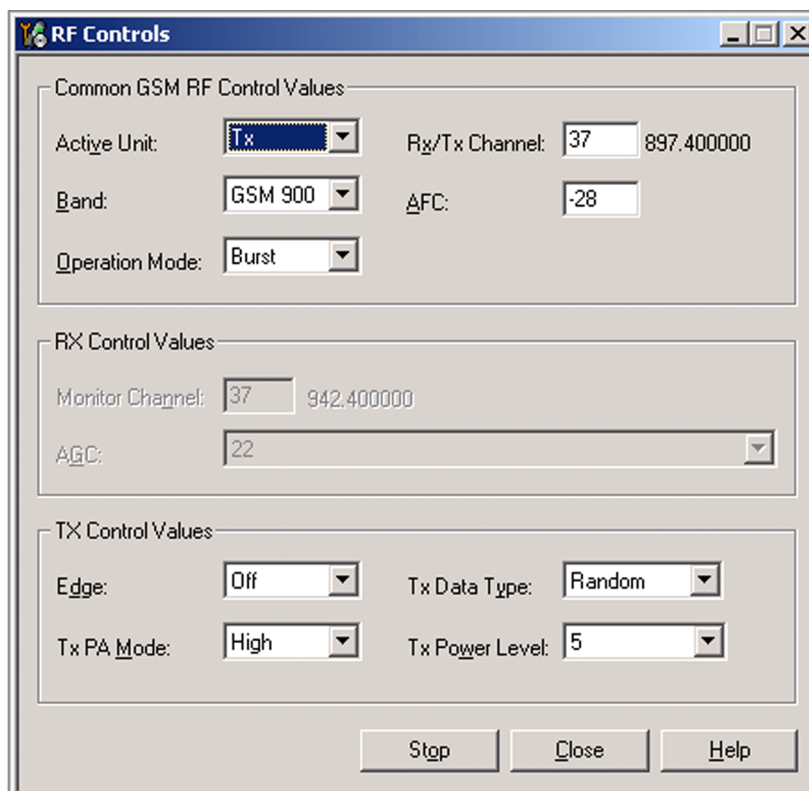 RF Controls
Common GSM RF Control Values
Active Unit: Tx Rx/Tx Channel: 37 897.400000
Band: GSM 900 AFC: -28
Operation Mode: Burst
RX Control Values
Monitor Channel: 37 942.400000
AGC: 22
TX Control Values
Edge: Off Tx Data Type: Random
Tx PA Mode: High Tx Power Level: 5
Stop Close Help